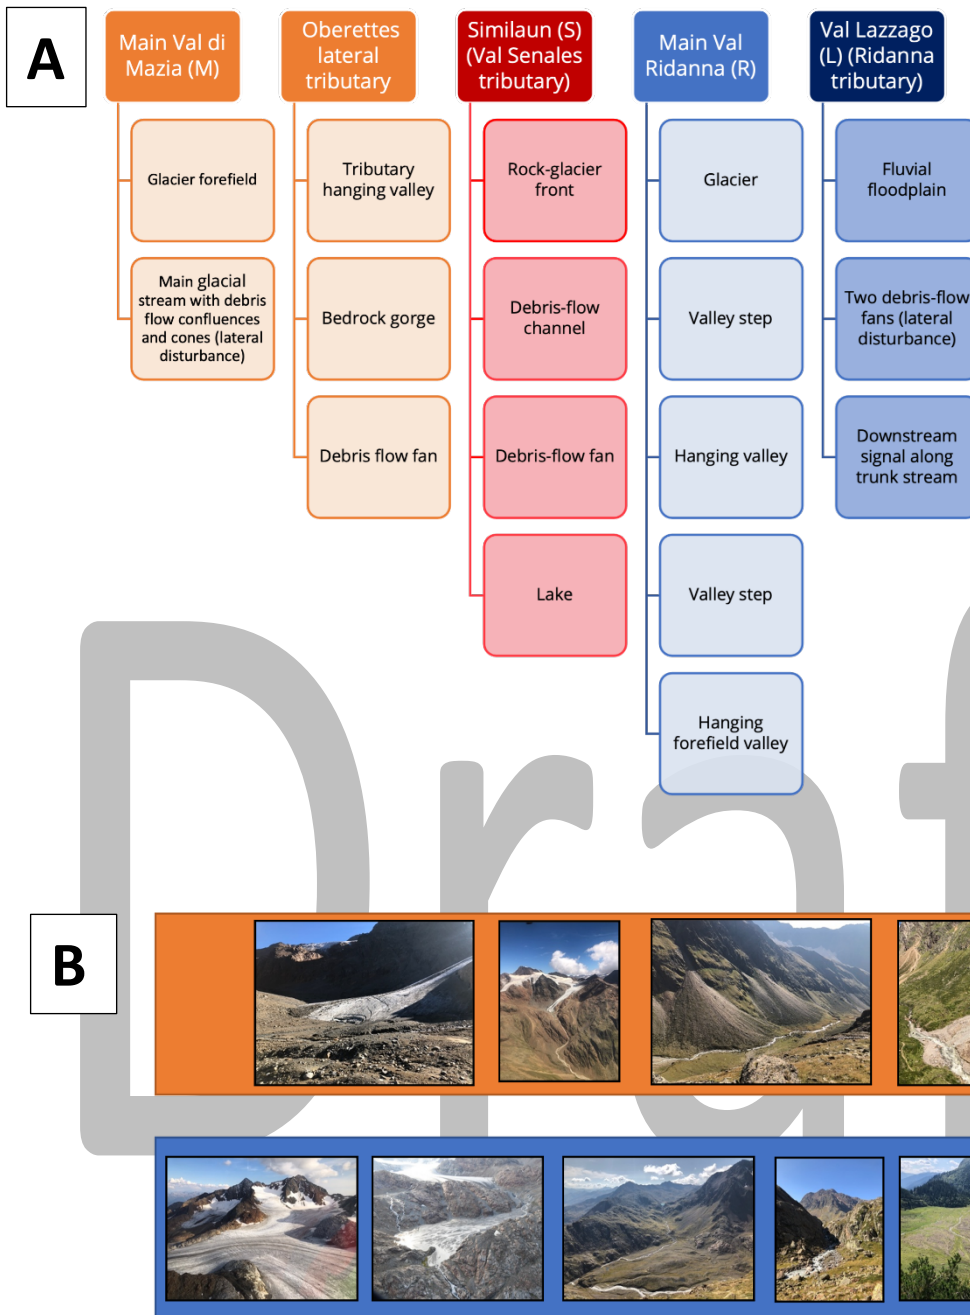 A
Main Val di
Mazia (M)
Glacier forefield
Main glacial
stream with debris
flow confluences
and cones (lateral
disturbance)
Oberettes
lateral
tributary
Tributary
hanging valley
Bedrock gorge
Debris flow fan
Similaun (S)
(Val Senales
tributary)
Rock-glacier
front
Debris-flow
channel
Debris-flow fan
Lake
Main Val
Ridanna (R)
Glacier
Valley step
Hanging valley
Valley step
Hanging
forefield valley
Val Lazzago
(L) (Ridanna
tributary)
Fluvial
floodplain
Two debris-flow
fans (lateral
disturbance)
Downstream
signal along
trunk stream
B
Draf